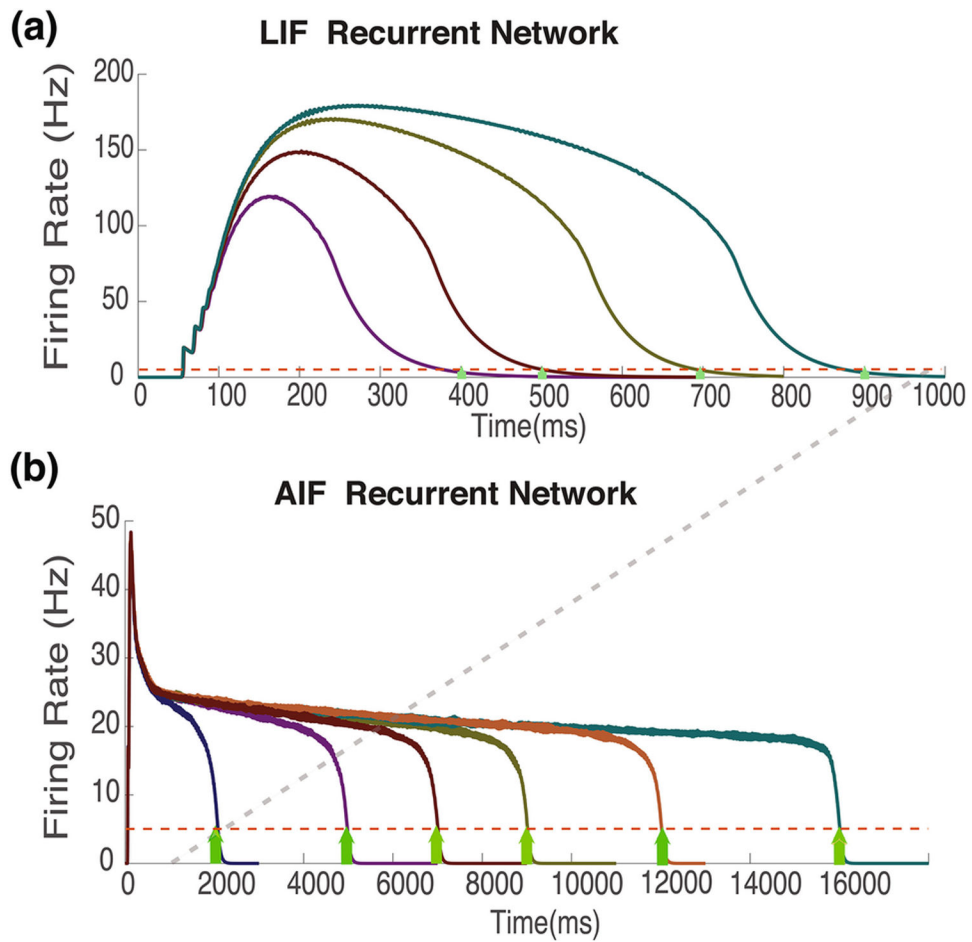 (a)
LIF Recurrent Network
Firing Rate (Hz)
200
150
100
50
0
0 100 200 300 400 500 600 700 800 900 1000
Time(ms)
(b)
AIF Recurrent Network
Firing Rate (Hz)
50
40
30
20
10
0
0 2000 4000 6000 8000 10000 12000 14000 16000
Time(ms)